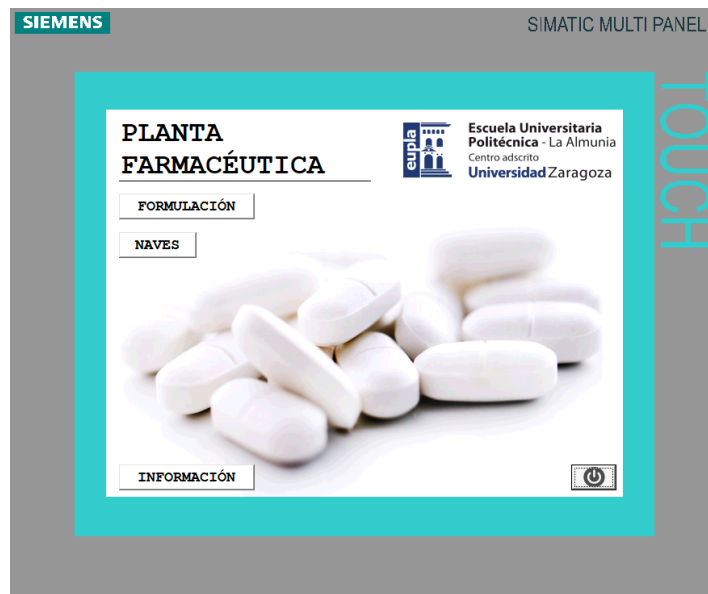 SIEMENS
SIMATIC MULTI PANEL
TOUCH
PLANTA
FARMACÉUTICA
eupla
Escuela Universitaria
Politécnica - La Almunia
Centro adscrito
Universidad Zaragoza
FORMULACIÓN
NAVES
INFORMACIÓN